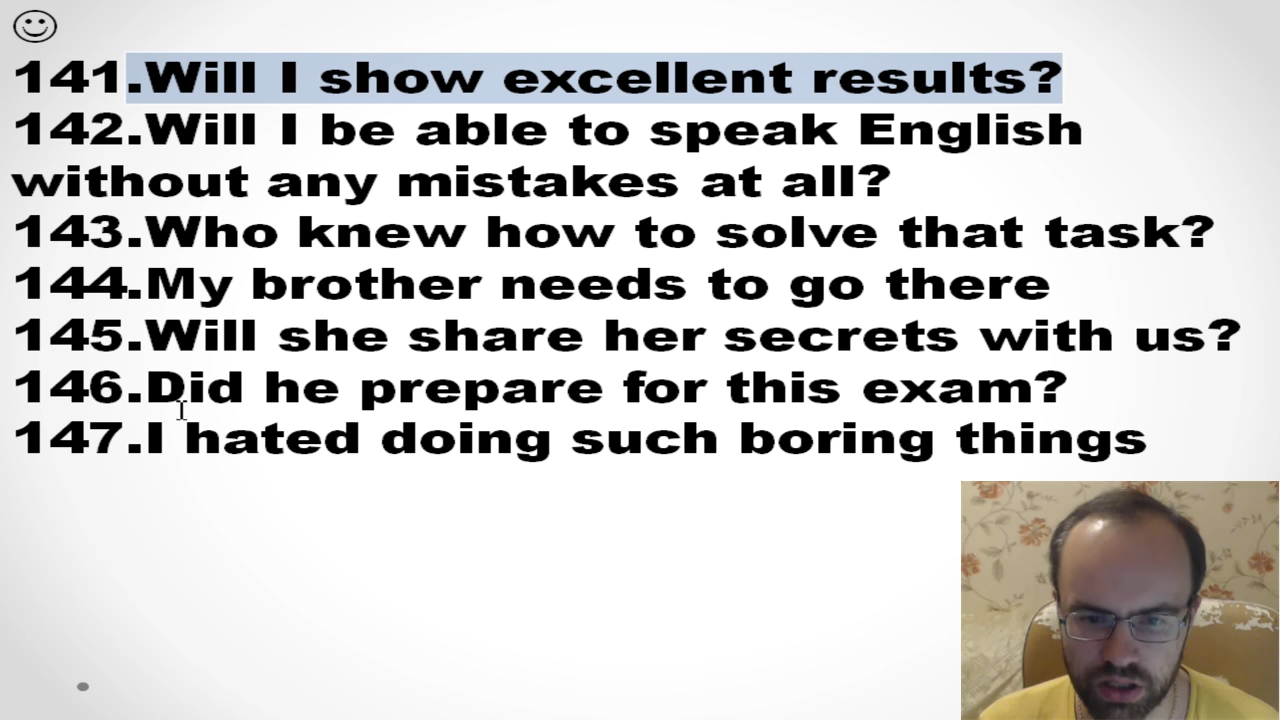 141.Will I show excellent results?
142.Will I be able to speak English
without any mistakes at all?
143.Who knew how to solve that task?
144.My brother needs to go there
145.Will she share her secrets with us?
146.Did he prepare for this exam?
147.I hated doing such boring things